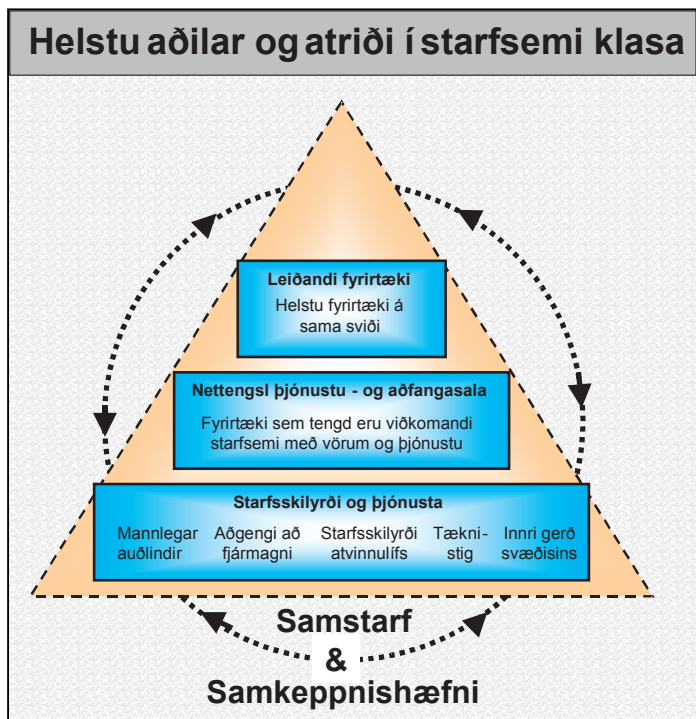 Helstu aðilar og atriði í starfsemi klasa
Leiðandi fyrirtæki
Helstu fyrirtæki á
sama sviði
Nettengsl þjónustu - og aðfangasala
Fyrirtæki sem tengd eru viðkomandi
starfsemi með vörum og þjónustu
Starfsskilyrði og þjónusta
Mannlegar auðlindir
Aðgengi að fjármagni
Starfsskilyrði atvinnulífs
Tækni- stig
Innri gerð svæðisins
Samstarf
&
Samkeppnishæfni